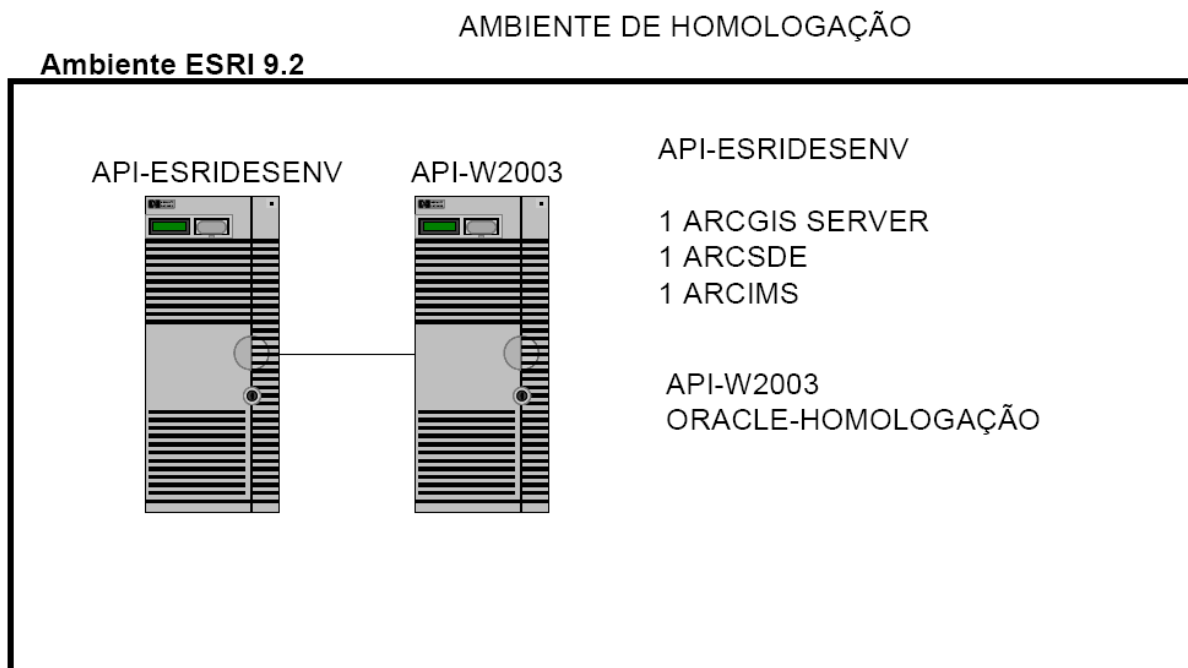 AMBIENTE DE HOMOLOGAÇÃO
Ambiente ESRI 9.2
API-ESRIDESENV
API-W2003
API-ESRIDESENV
1 ARCGIS SERVER
1 ARCSDE
1 ARCIMS
API-W2003
ORACLE-HOMOLOGAÇÃO